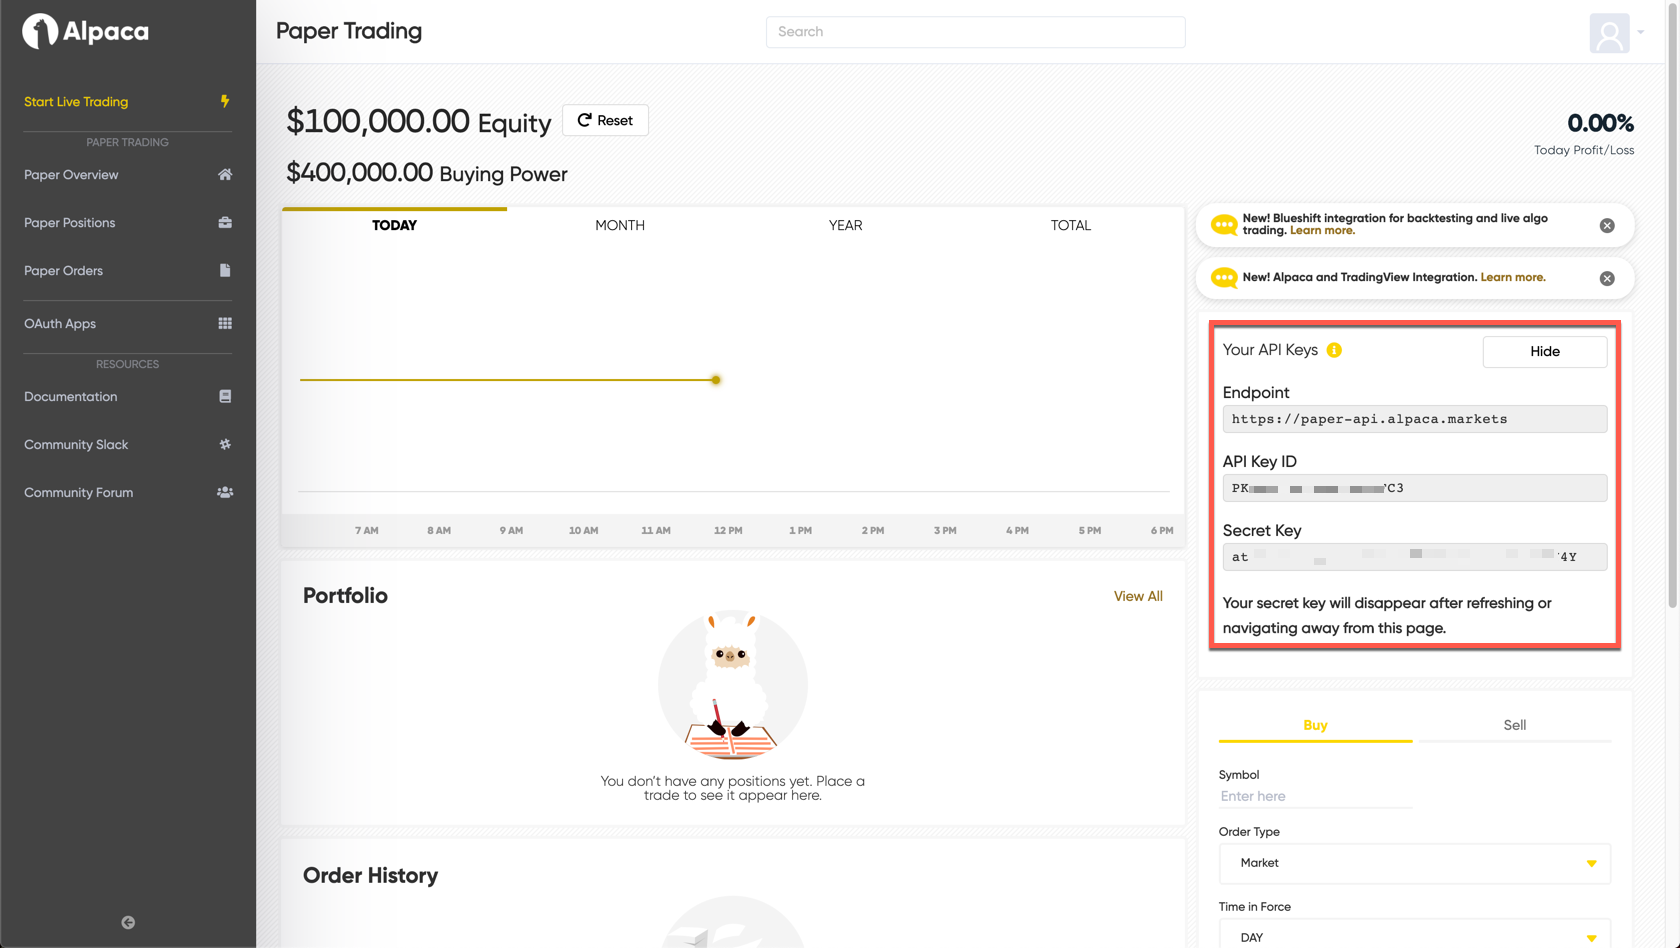 Alpaca
Paper Trading
Search
Start Live Trading
PAPER TRADING
Paper Overview
Paper Positions
Paper Orders
OAuth Apps
RESOURCES
Documentation
Community Slack
Community Forum
$100,000.00 Equity
Reset
$400,000.00 Buying Power
0.00%
Today Profit/Loss
TODAY MONTH YEAR TOTAL
7 AM 8 AM 9 AM 10 AM 11 AM 12 PM 1 PM 2 PM 3 PM 4 PM 5 PM 6 PM
Portfolio
View All
You don't have any positions yet. Place a
trade to see it appear here.
Order History
New! Blueshift integration for backtesting and live algo
trading. Learn more.
New! Alpaca and TradingView Integration. Learn more.
Your API Keys
Hide
Endpoint
https://paper-api.alpaca.markets
API Key ID
PK C3
Secret Key
at 4Y
Your secret key will disappear after refreshing or
navigating away from this page.
Buy Sell
Symbol
Enter here
Order Type
Market
Time in Force
DAY